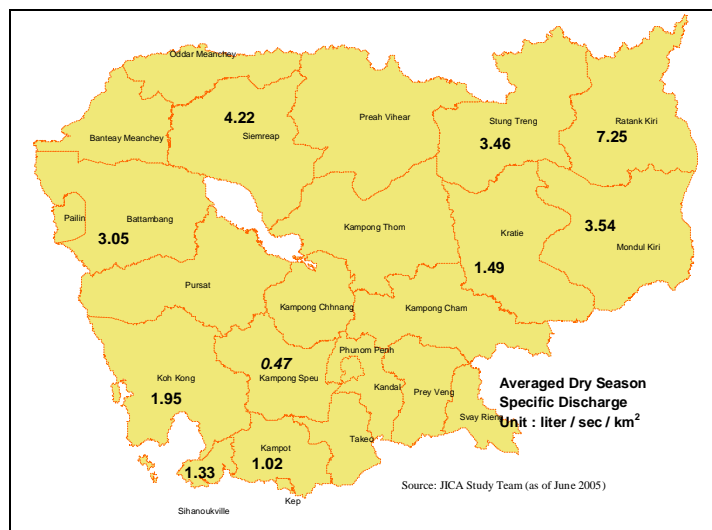 Oddar Meanchey
4.22
Siemreap
Preah Vihear
Stung Treng
3.46
Ratank Kiri
7.25
Banteay Meanchey
Pailin
Battambang
3.05
Kampong Thom
Kratie
1.49
3.54
Mondul Kiri
Pursat
Kampong Chhnang
Kampong Cham
0.47
Kampong Speu
Phunom Penh
Koh Kong
1.95
Kandal
Prey Veng
Svay Rieng
Averaged Dry Season
Specific Discharge
Unit : liter / sec / km²
Takeo
Kampot
1.02
1.33
Source: JICA Study Team (as of June 2005)
Kep
Sihanoukville